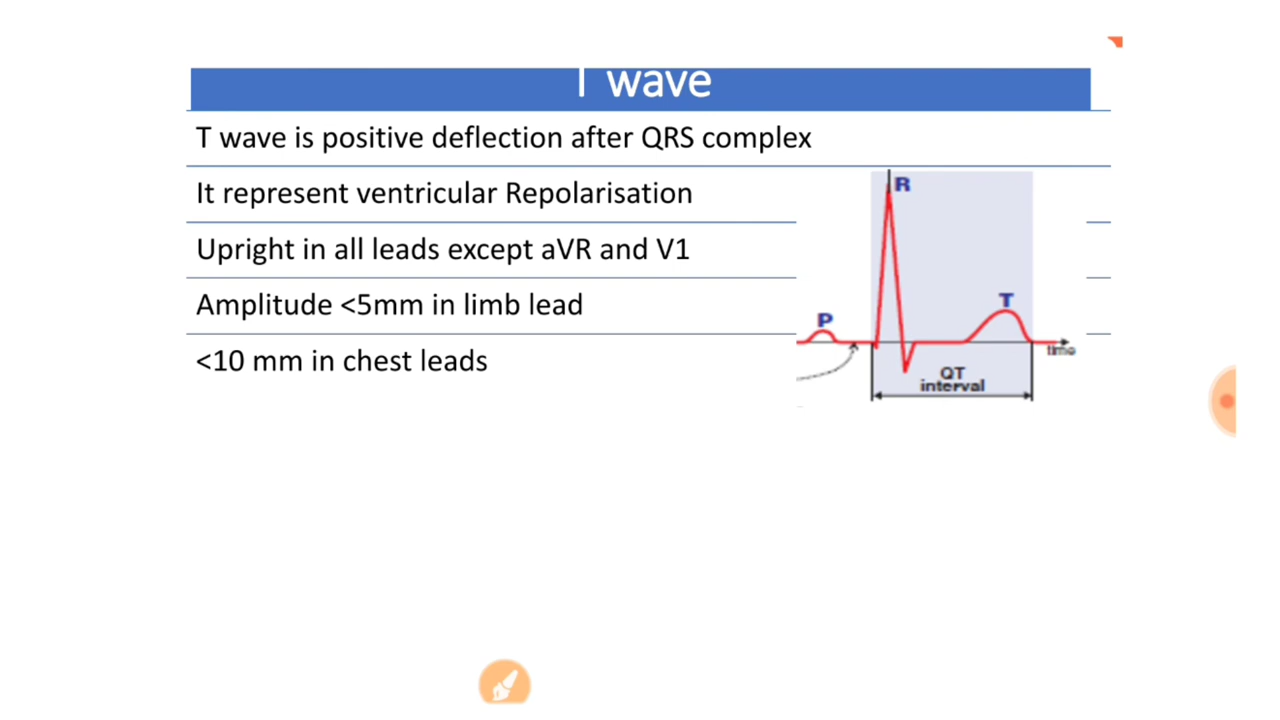 T wave
T wave is positive deflection after QRS complex
It represent ventricular Repolarisation
Upright in all leads except aVR and V1
Amplitude <5mm in limb lead
<10 mm in chest leads
R
P
T
time
QT
interval